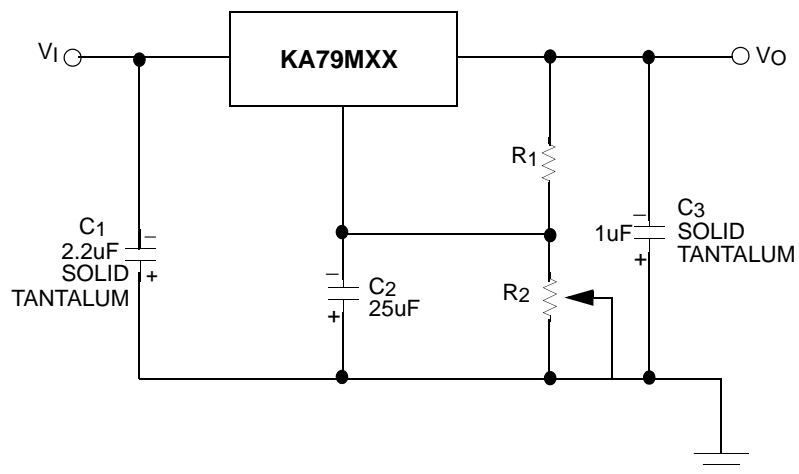 KA79MXX
VI
VO
R1
C1
2.2uF
SOLID
TANTALUM
–
+
–
+
C2
25uF
R2
1uF
–
+
C3
SOLID
TANTALUM